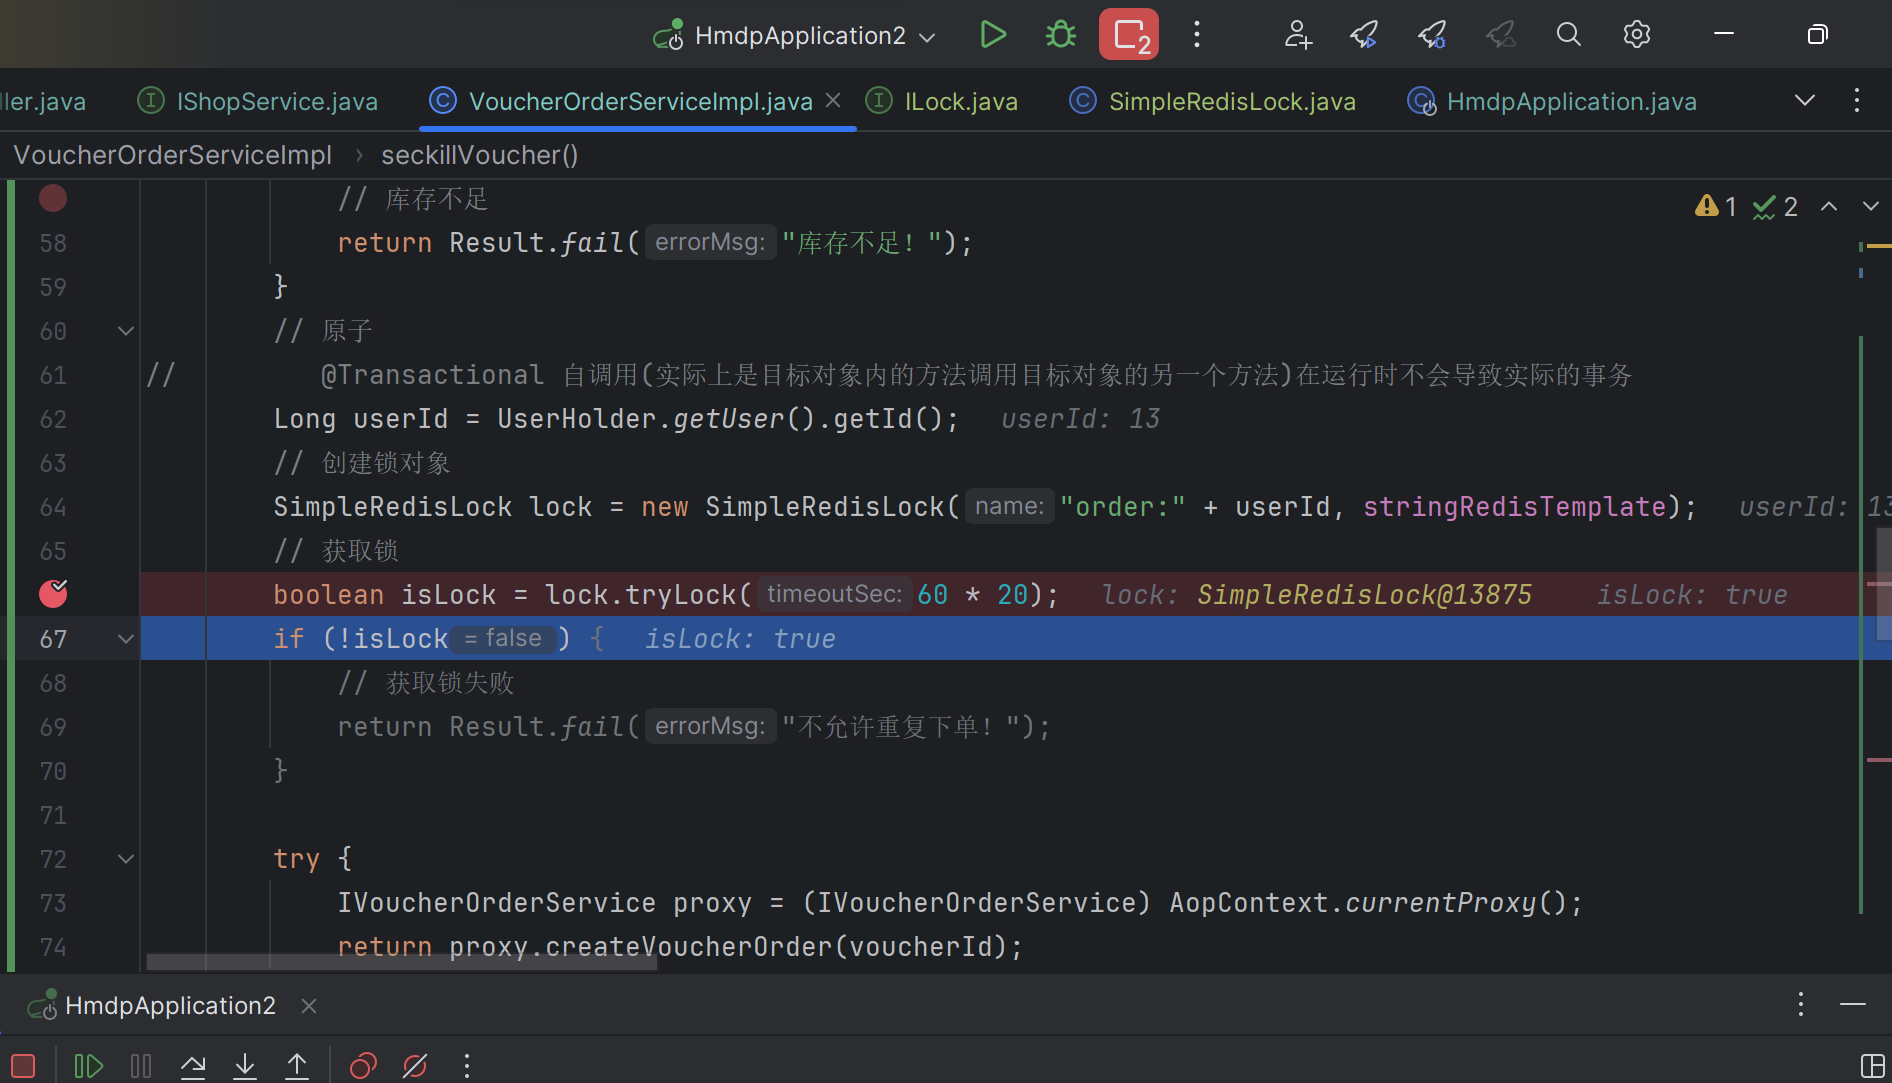 HmdpApplication2
2
ller.java IShopService.java VoucherOrderServiceImpl.java ILock.java SimpleRedisLock.java HmdpApplication.java
VoucherOrderServiceImpl › seckillVoucher()
// 库存不足
1 2
58 return Result.fail( errorMsg: "库存不足！");
59 }
60 // 原子
61 // @Transactional 自调用(实际上是目标对象内的方法调用目标对象的另一个方法)在运行时不会导致实际的事务
62 Long userId = UserHolder.getUser().getId(); userId: 13
63 // 创建锁对象
64 SimpleRedisLock lock = new SimpleRedisLock( name: "order:" + userId, stringRedisTemplate); userId: 13
65 // 获取锁
boolean isLock = lock.tryLock( timeoutSec: 60 * 20); lock: SimpleRedisLock@13875 isLock: true
67 if (!isLock = false ) { isLock: true
68 // 获取锁失败
69 return Result.fail( errorMsg: "不允许重复下单！");
70 }
71
72 try {
73 IVoucherOrderService proxy = (IVoucherOrderService) AopContext.currentProxy();
74 return proxy.createVoucherOrder(voucherId);
HmdpApplication2